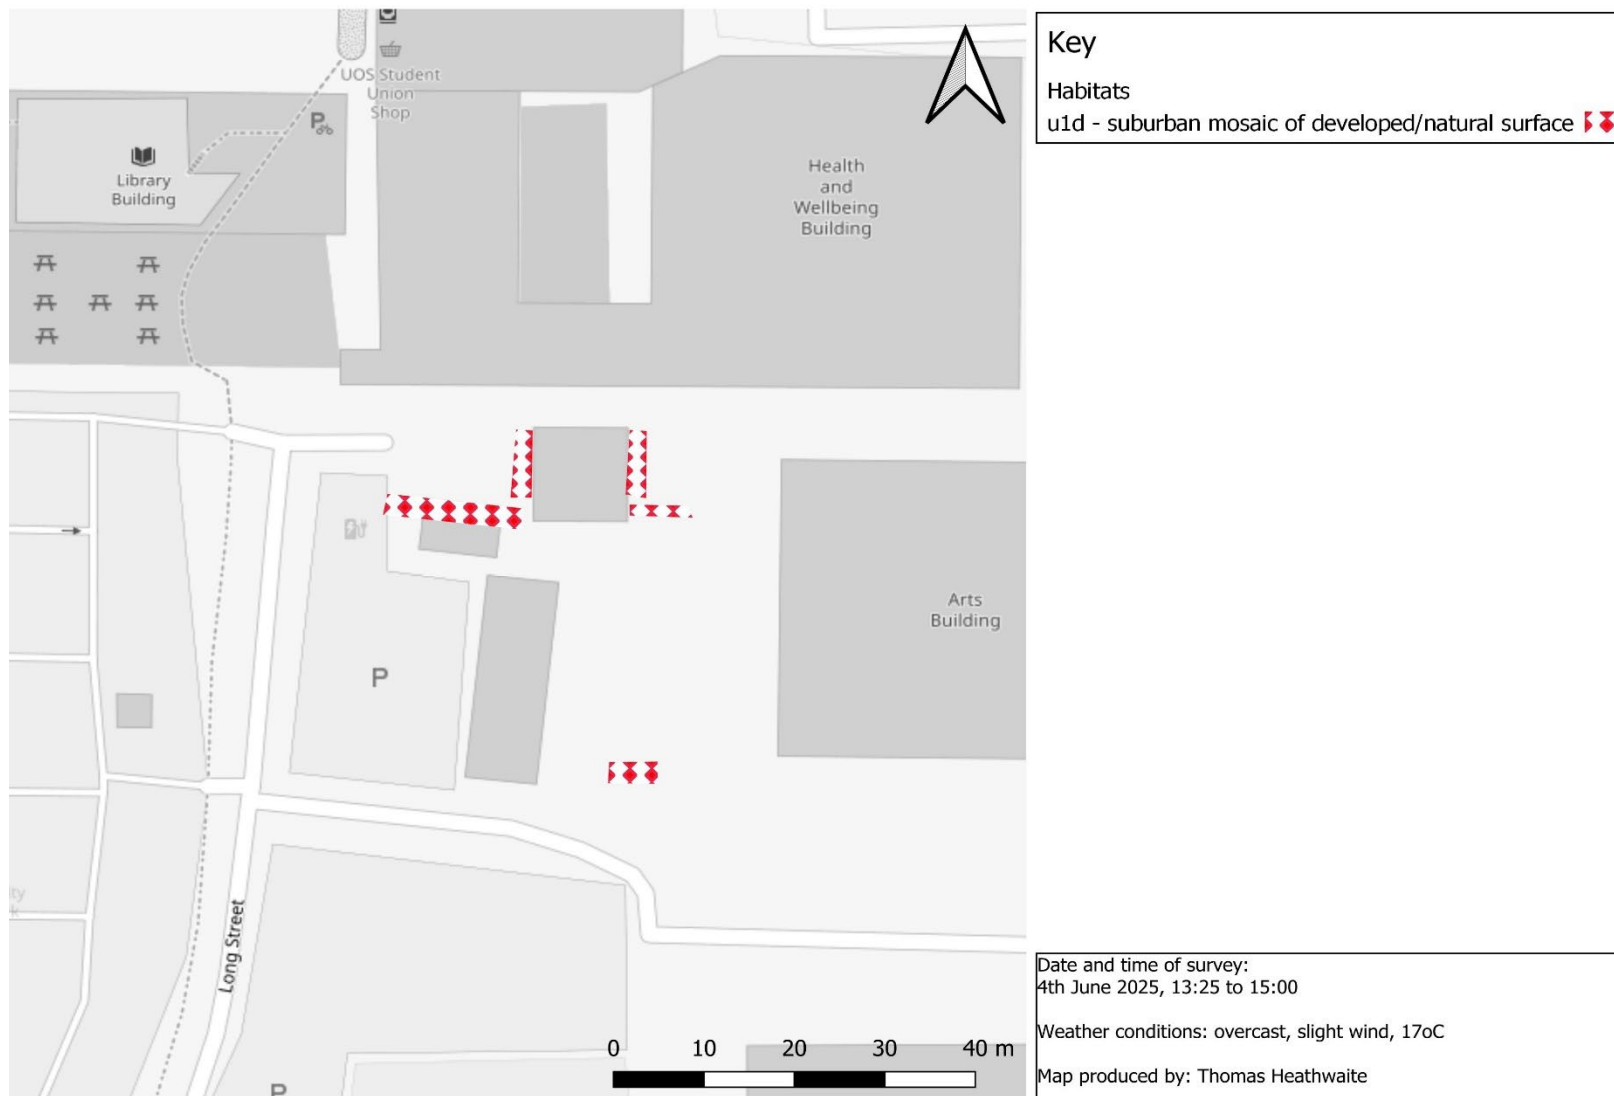 UOS Student
Union
Shop
P
Library
Building
Health
and
Wellbeing
Building
Arts
Building
P
Long Street
P
0 10 20 30 40 m
Key
Habitats
u1d - suburban mosaic of developed/natural surface
Date and time of survey:
4th June 2025, 13:25 to 15:00
Weather conditions: overcast, slight wind, 17oC
Map produced by: Thomas Heathwaite